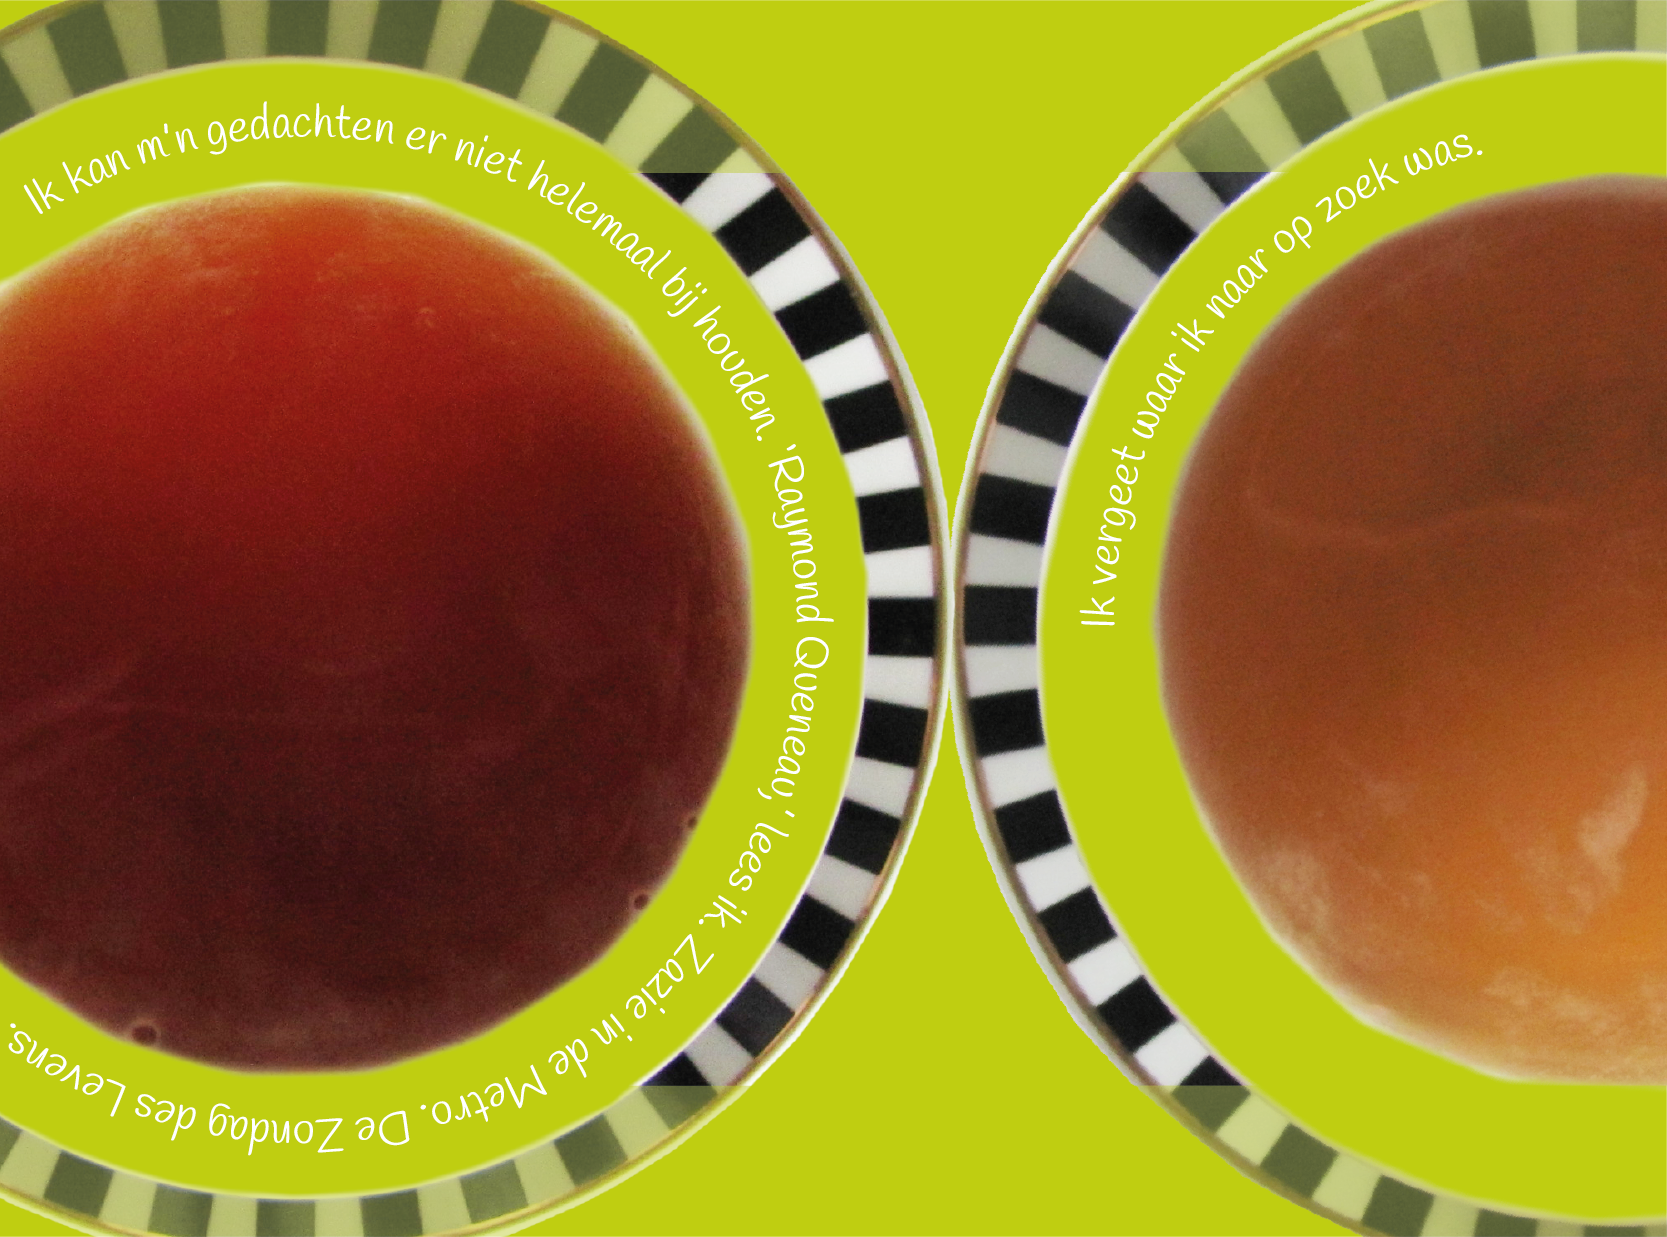 Ik kan m'n gedachten er niet helemaal bij houden. 'Raymond Queneau,' lees ik. Zazie in de Metro. De Zondag des Levens.
Ik vergeet waar ik naar op zoek was.